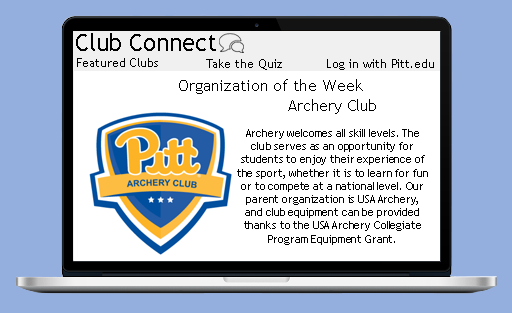 Club Connect
Featured Clubs Take the Quiz Log in with Pitt.edu
Organization of the Week
Archery Club
Pitt
ARCHERY CLUB
Archery welcomes all skill levels. The
club serves as an opportunity for
students to enjoy their experience of
the sport, whether it is to learn for fun
or to compete at a national level. Our
parent organization is USA Archery,
and club equipment can be provided
thanks to the USA Archery Collegiate
Program Equipment Grant.